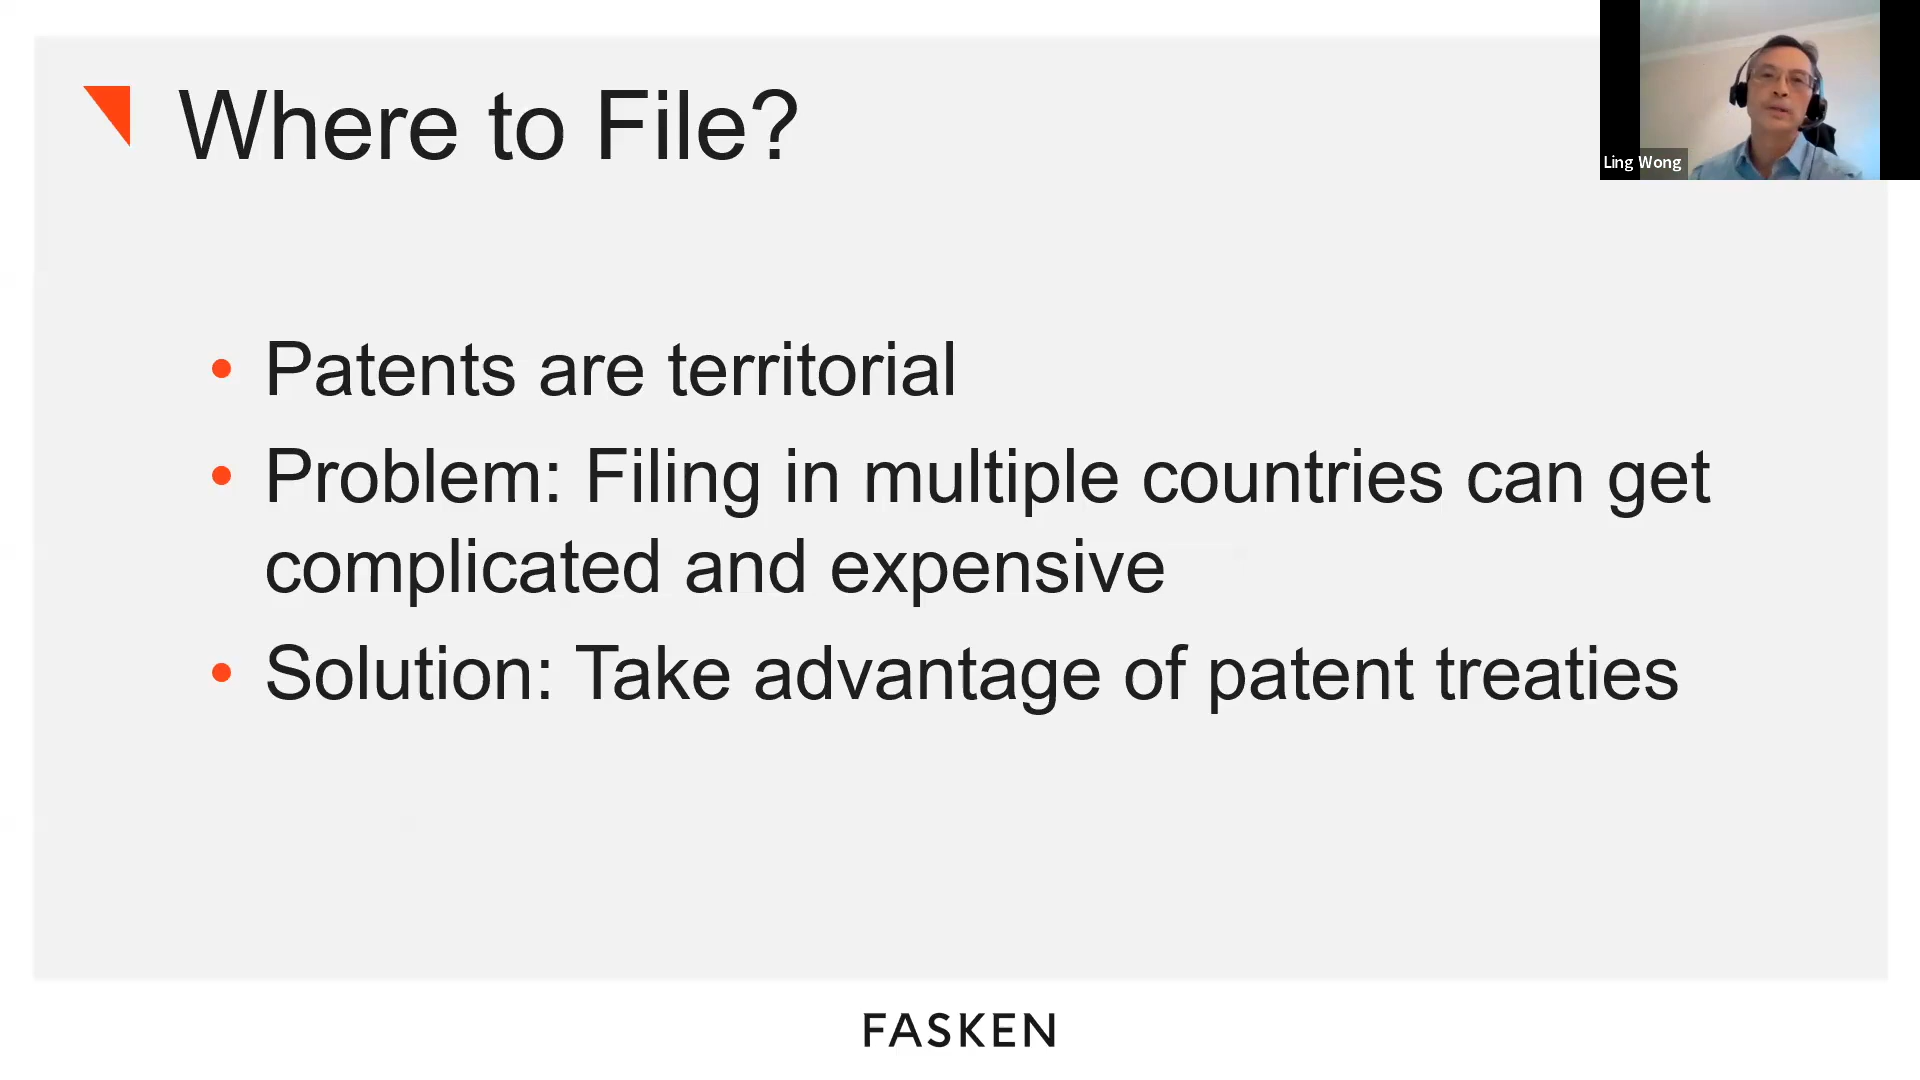 Where to File?
Ling Wong
• Patents are territorial
• Problem: Filing in multiple countries can get
complicated and expensive
• Solution: Take advantage of patent treaties
FASKEN